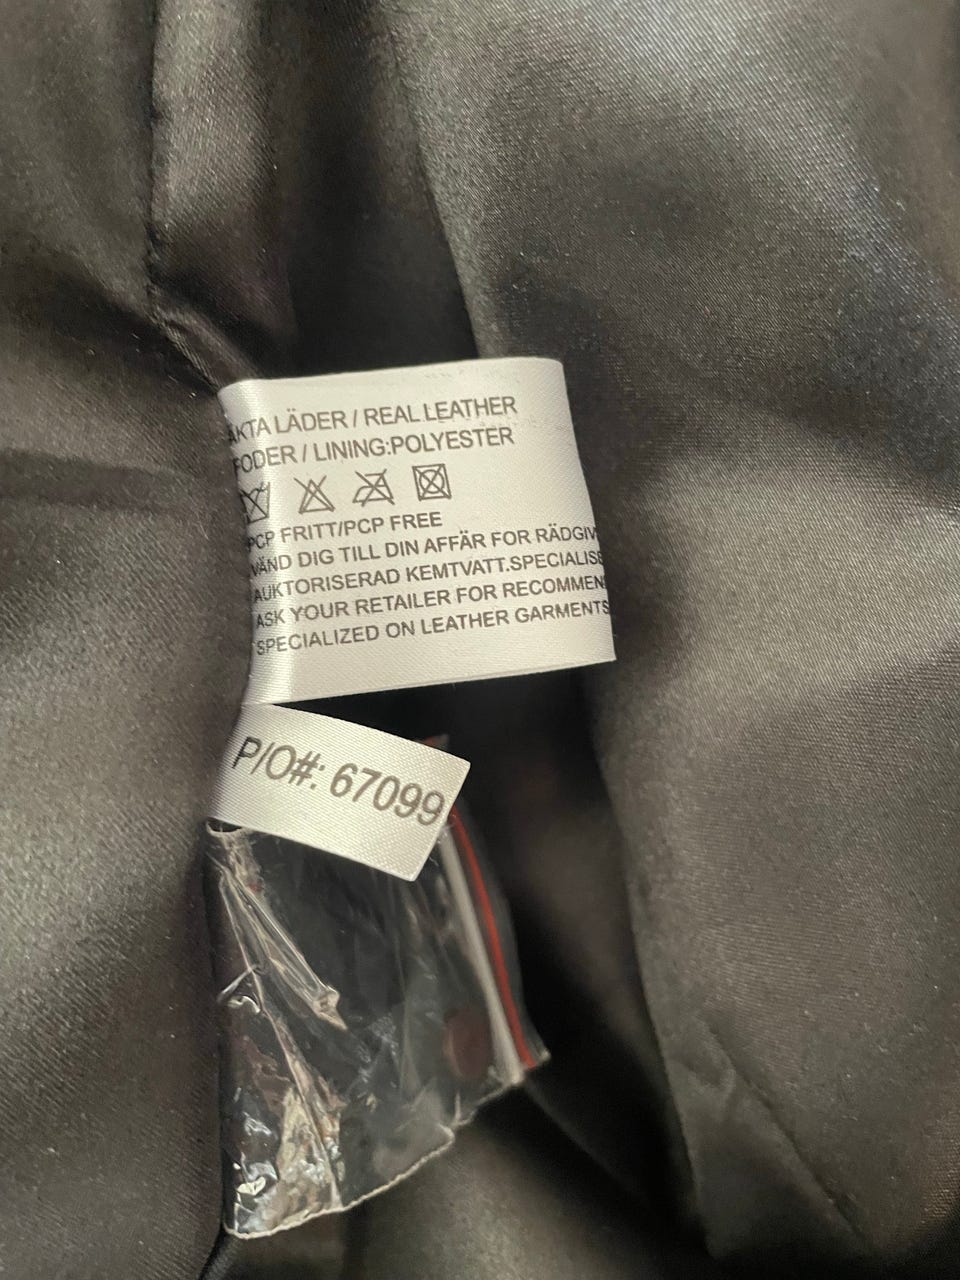 ÄKTA LÄDER / REAL LEATHER
FODER / LINING:POLYESTER
PCP FRITT/PCP FREE
VÄND DIG TILL DIN AFFÄR FOR RÄDGIV
AUKTORISERAD KEMTVATT.SPECIALISE
ASK YOUR RETAILER FOR RECOMMEN
SPECIALIZED ON LEATHER GARMENTS
P/O#: 67099